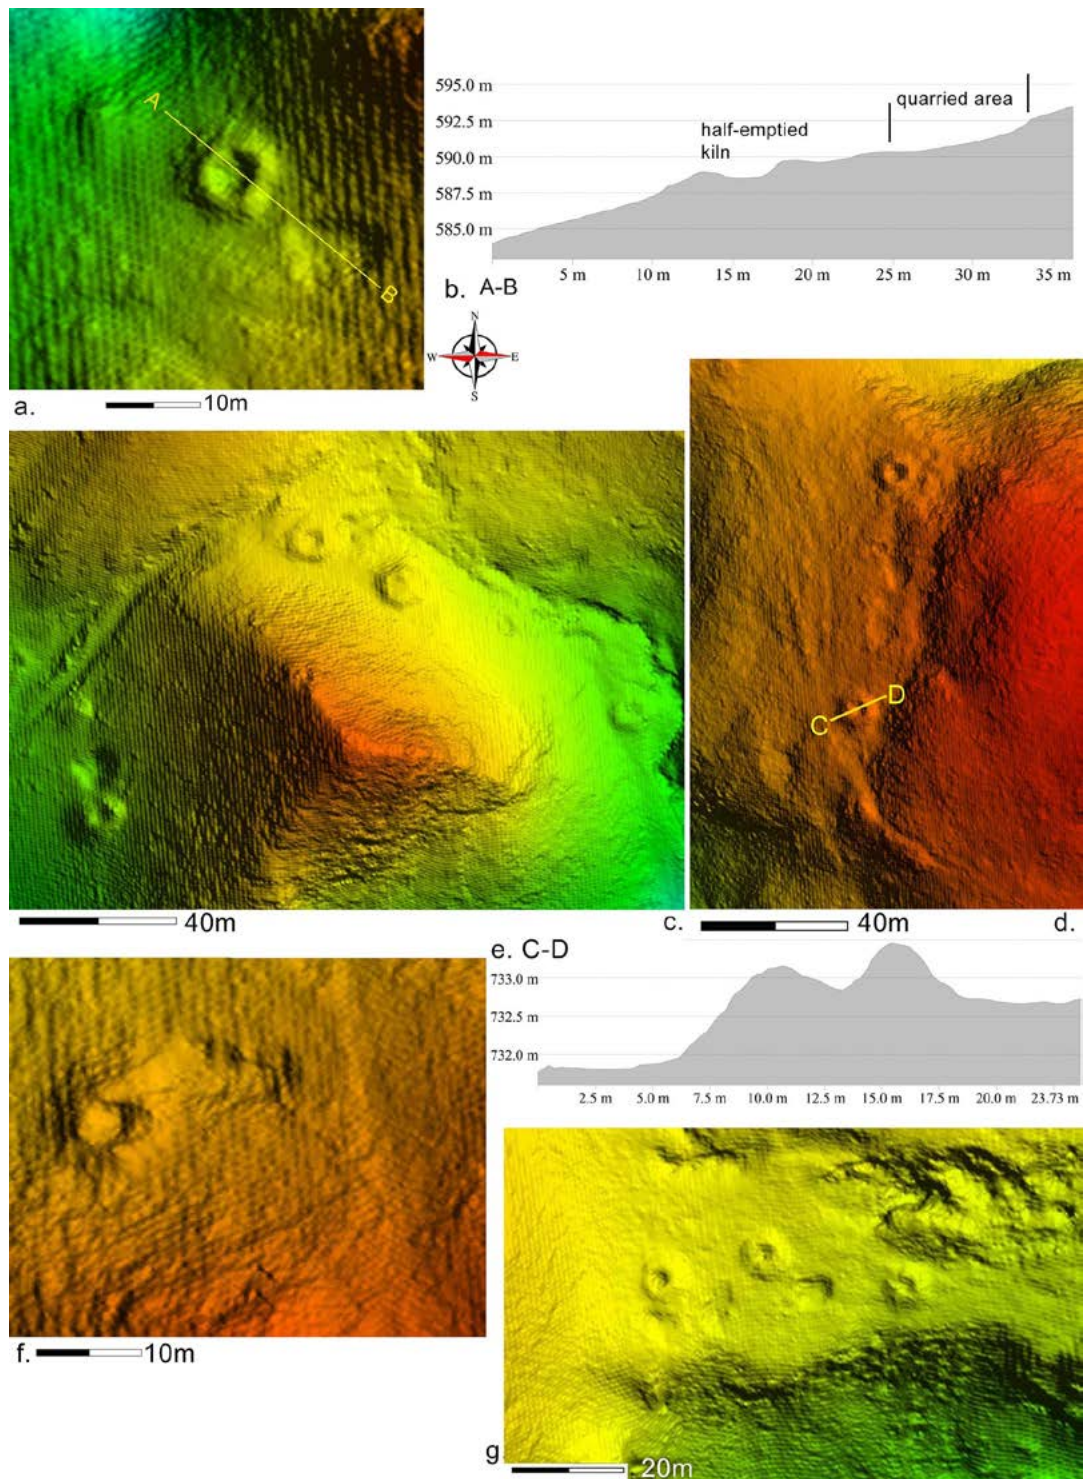 A
B
a.
10m
595.0 m
592.5 m
590.0 m
587.5 m
585.0 m
half-emptied
kiln
quarried area
5 m
10 m
15 m
20 m
25 m
30 m
35 m
b. A-B
N
W
E
S
40m
c.
C
D
40m
d.
e. C-D
733.0 m
732.5 m
732.0 m
2.5 m
5.0 m
7.5 m
10.0 m
12.5 m
15.0 m
17.5 m
20.0 m
23.73 m
f.
10m
g.
20m